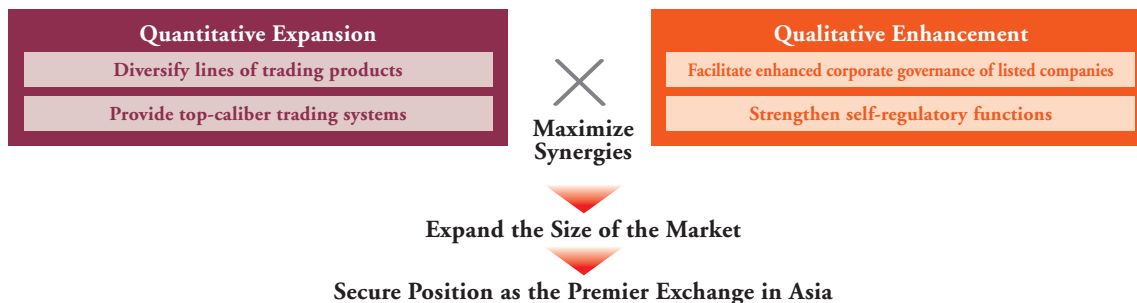 Quantitative Expansion
Diversify lines of trading products
Provide top-caliber trading systems
Maximize
Synergies
Qualitative Enhancement
Facilitate enhanced corporate governance of listed companies
Strengthen self-regulatory functions
Expand the Size of the Market
Secure Position as the Premier Exchange in Asia